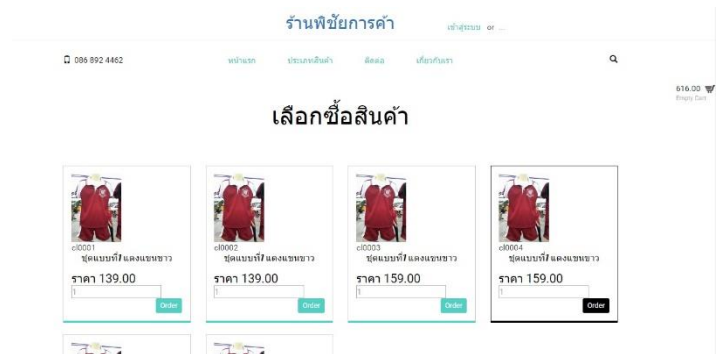 ร้านพิชัยการค้า
เข้าสู่ระบบ or ...
086 892 4462
หน้าแรก ประเภทสินค้า ติดต่อ เกี่ยวกับเรา
616.00
Empty Cart
เลือกซื้อสินค้า
cl0001
ชุดแบบที่1 แดงแขนขาว
ราคา 139.00
1
Order
cl0002
ชุดแบบที่1 แดงแขนขาว
ราคา 139.00
1
Order
cl0003
ชุดแบบที่1 แดงแขนขาว
ราคา 159.00
1
Order
cl0004
ชุดแบบที่1 แดงแขนขาว
ราคา 159.00
1
Order